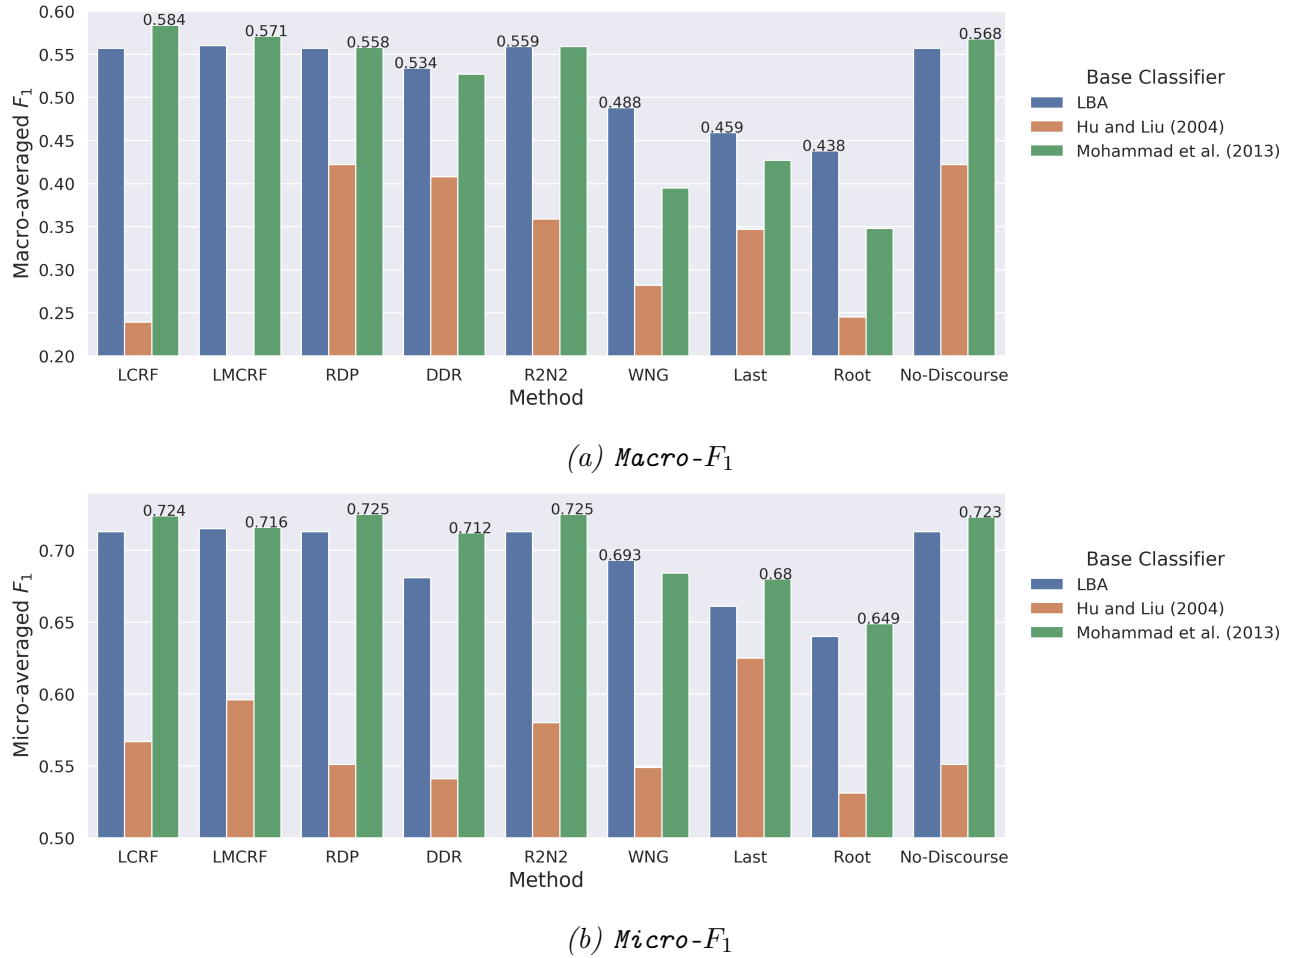 0.60
0.55
0.50
0.45
0.40
0.35
0.30
0.25
0.20
Macro-averaged F1
0.584
0.571
0.558
0.534
0.559
0.488
0.459
0.438
0.568
LCRF LMCRF RDP DDR R2N2 WNG Last Root No-Discourse
Method
Base Classifier
LBA
Hu and Liu (2004)
Mohammad et al. (2013)
(a) Macro-F1
0.70
0.65
0.60
0.55
0.50
Micro-averaged F1
0.724
0.716
0.725
0.712
0.725
0.693
0.68
0.649
0.723
LCRF LMCRF RDP DDR R2N2 WNG Last Root No-Discourse
Method
Base Classifier
LBA
Hu and Liu (2004)
Mohammad et al. (2013)
(b) Micro-F1